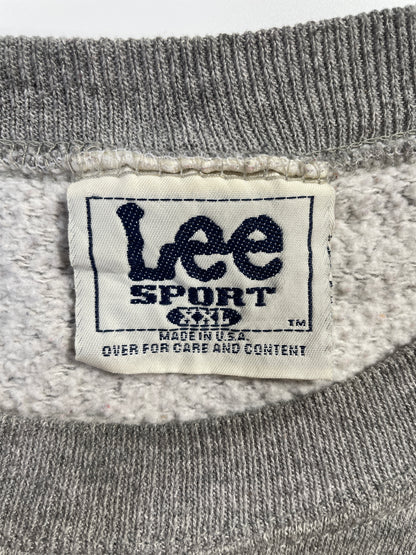 Lee
SPORT
XXL
TM
MADE IN U.S.A.
OVER FOR CARE AND CONTENT